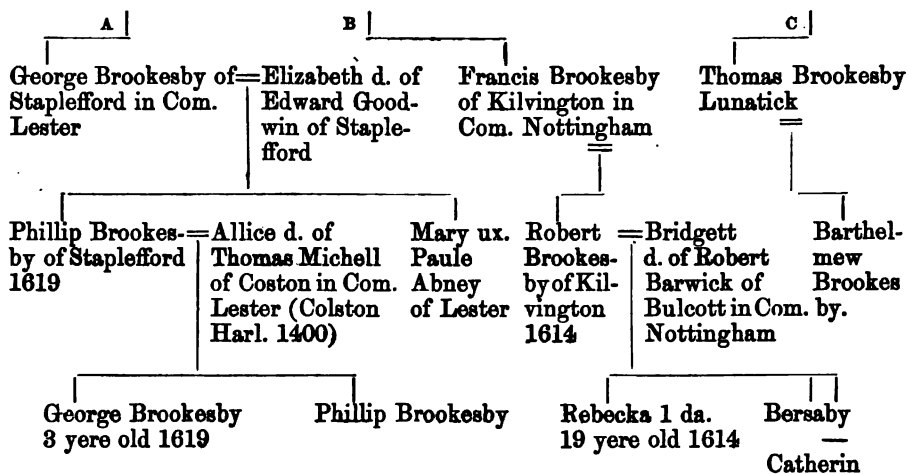 A
B
C
George Brookesby of
Staplefford in Com.
Lester
=
Elizabeth d. of
Edward Good-
win of Staple-
fford
Francis Brookesby
of Kilvington in
Com. Nottingham
=
Thomas Brookesby
Lunatick
=
Phillip Brookes-
by of Staplefford
1619
=
Allice d. of
Thomas Michell
of Coston in Com.
Lester (Colston
Harl. 1400)
Mary ux.
Paule
Abney
of Lester
Robert
Brookes-
by of Kil-
vington
1614
=
Bridgett
d. of Robert
Barwick of
Bulcott in Com.
Nottingham
Barthel-
mew
Brookes
by.
George Brookesby
3 yere old 1619
Phillip Brookesby
Rebecka 1 da.
19 yere old 1614
Bersaby
—
Catherin